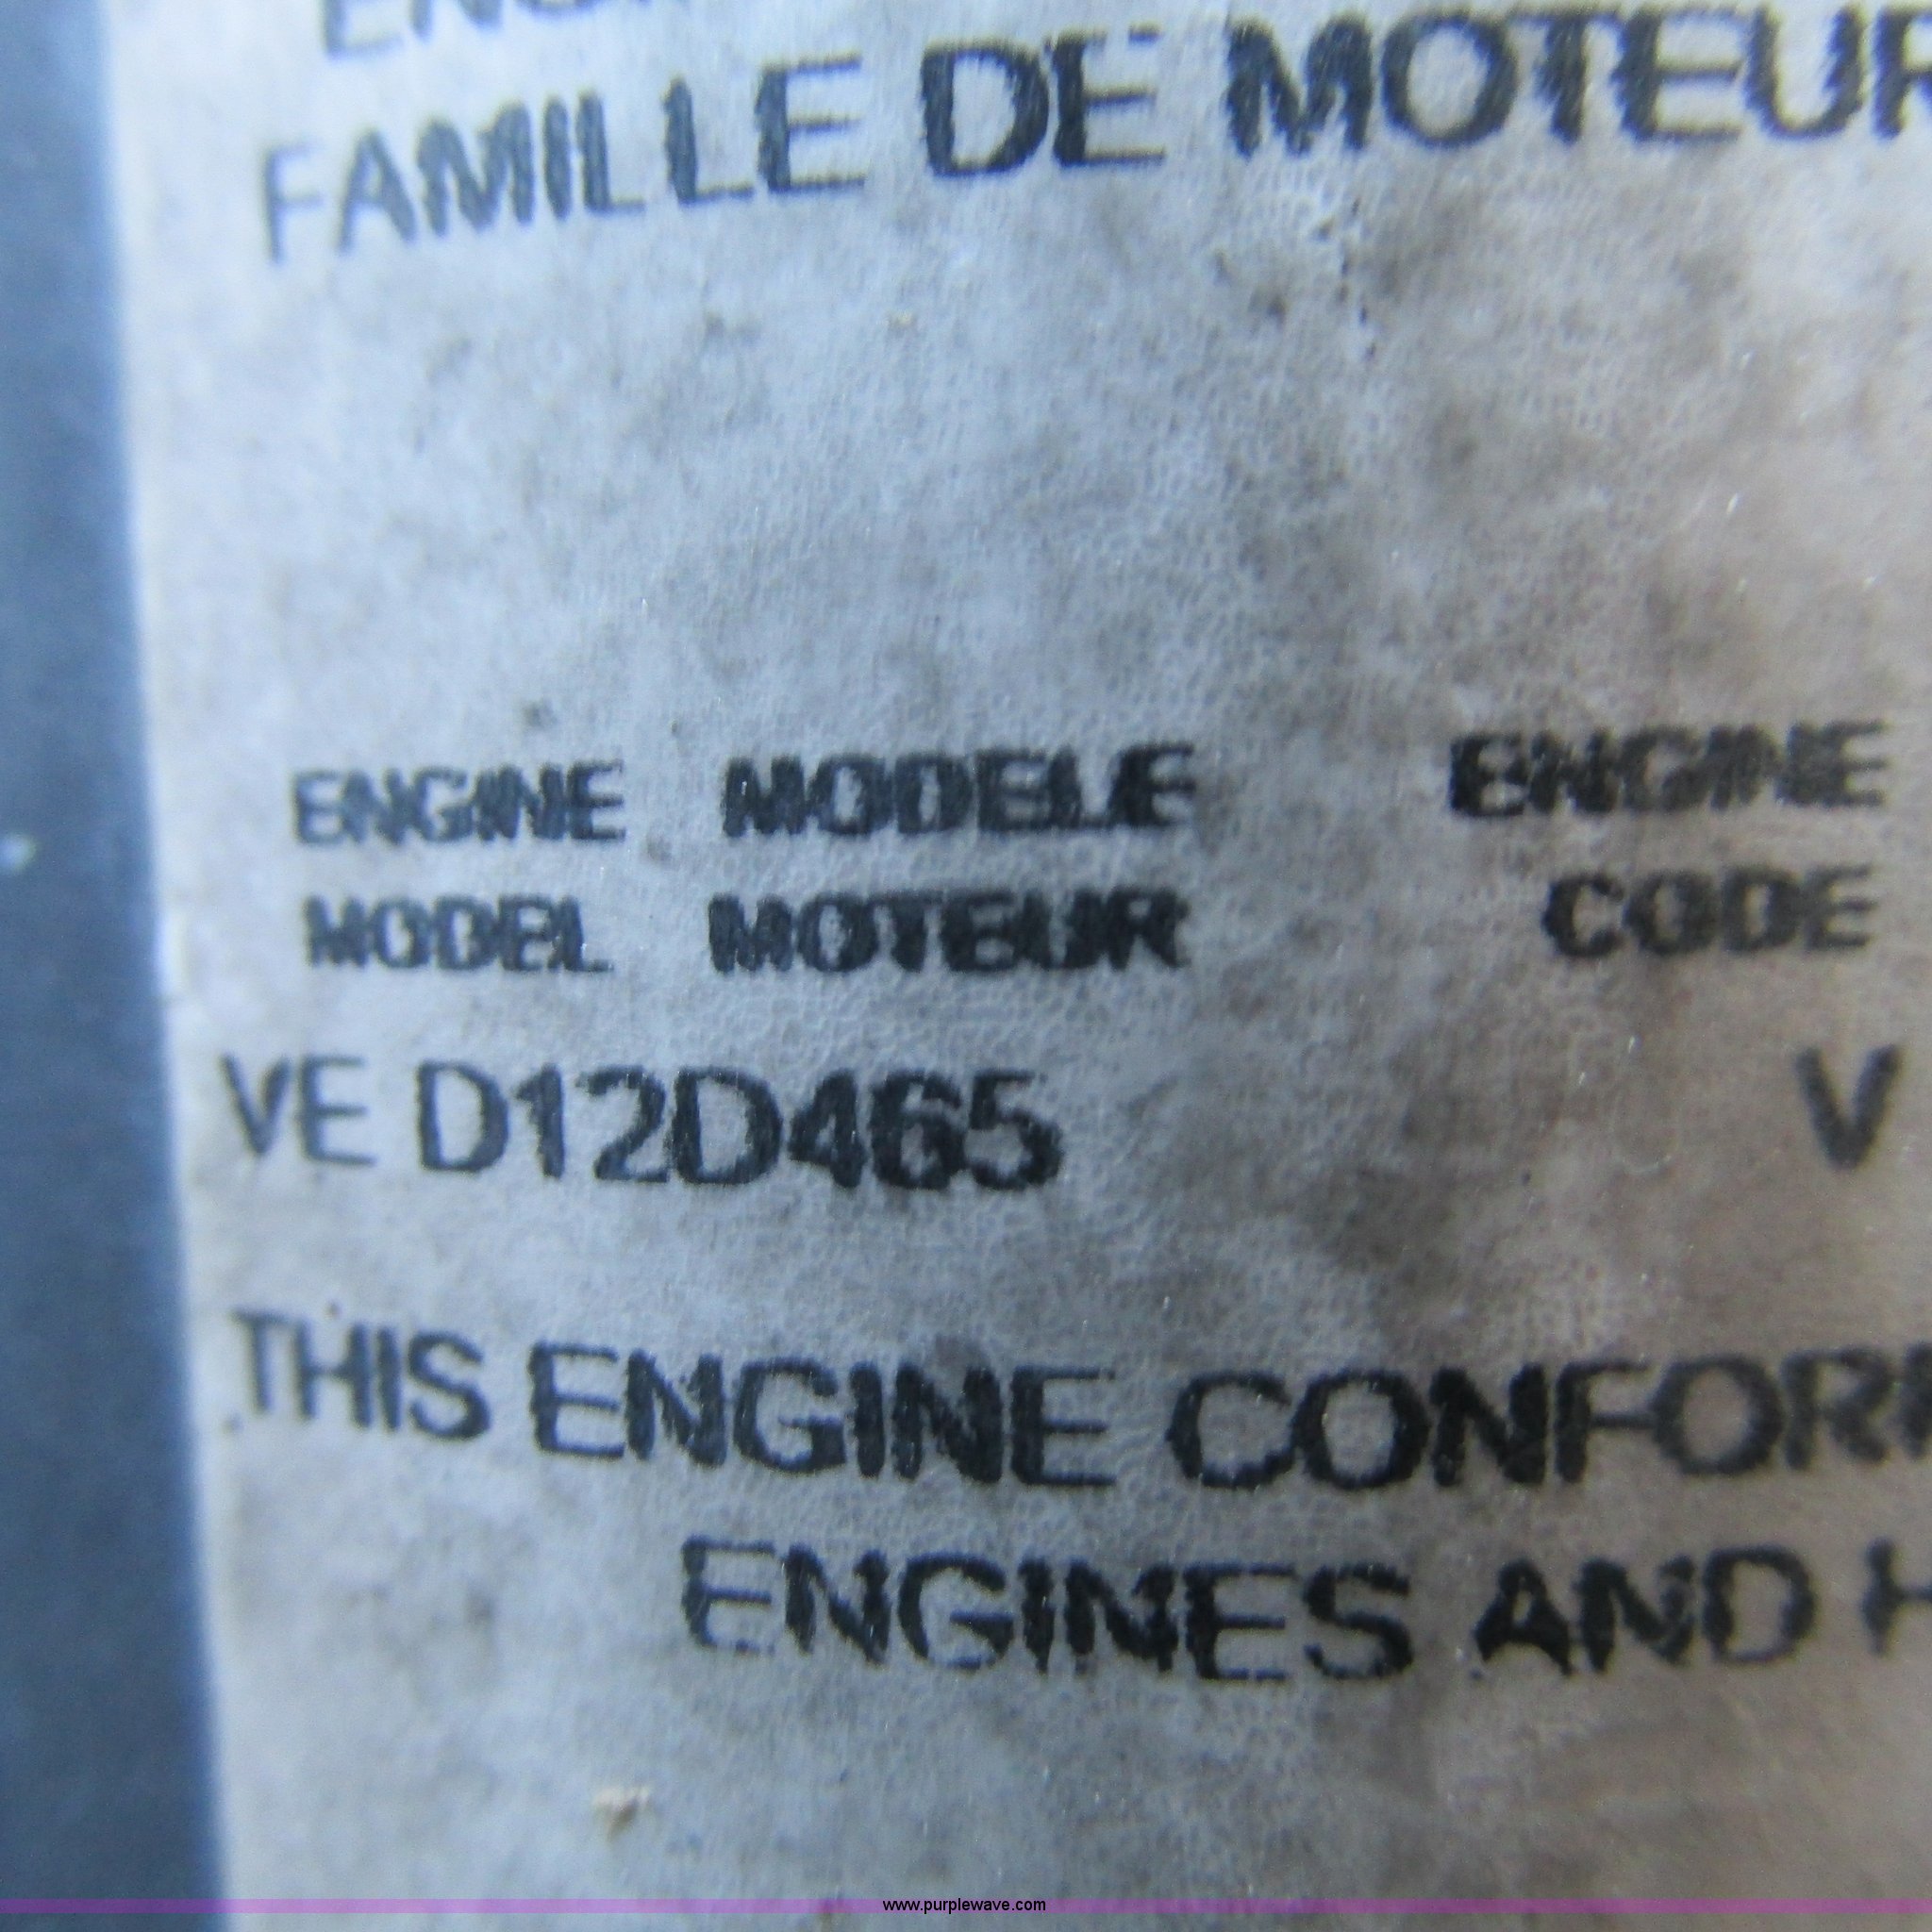 FAMILLE DE MOTEUR
ENGINE MODELE ENGINE
MODEL MOTEUR CODE
VE D12D465 V
THIS ENGINE CONFOR
ENGINES AND H
www.purplewave.com